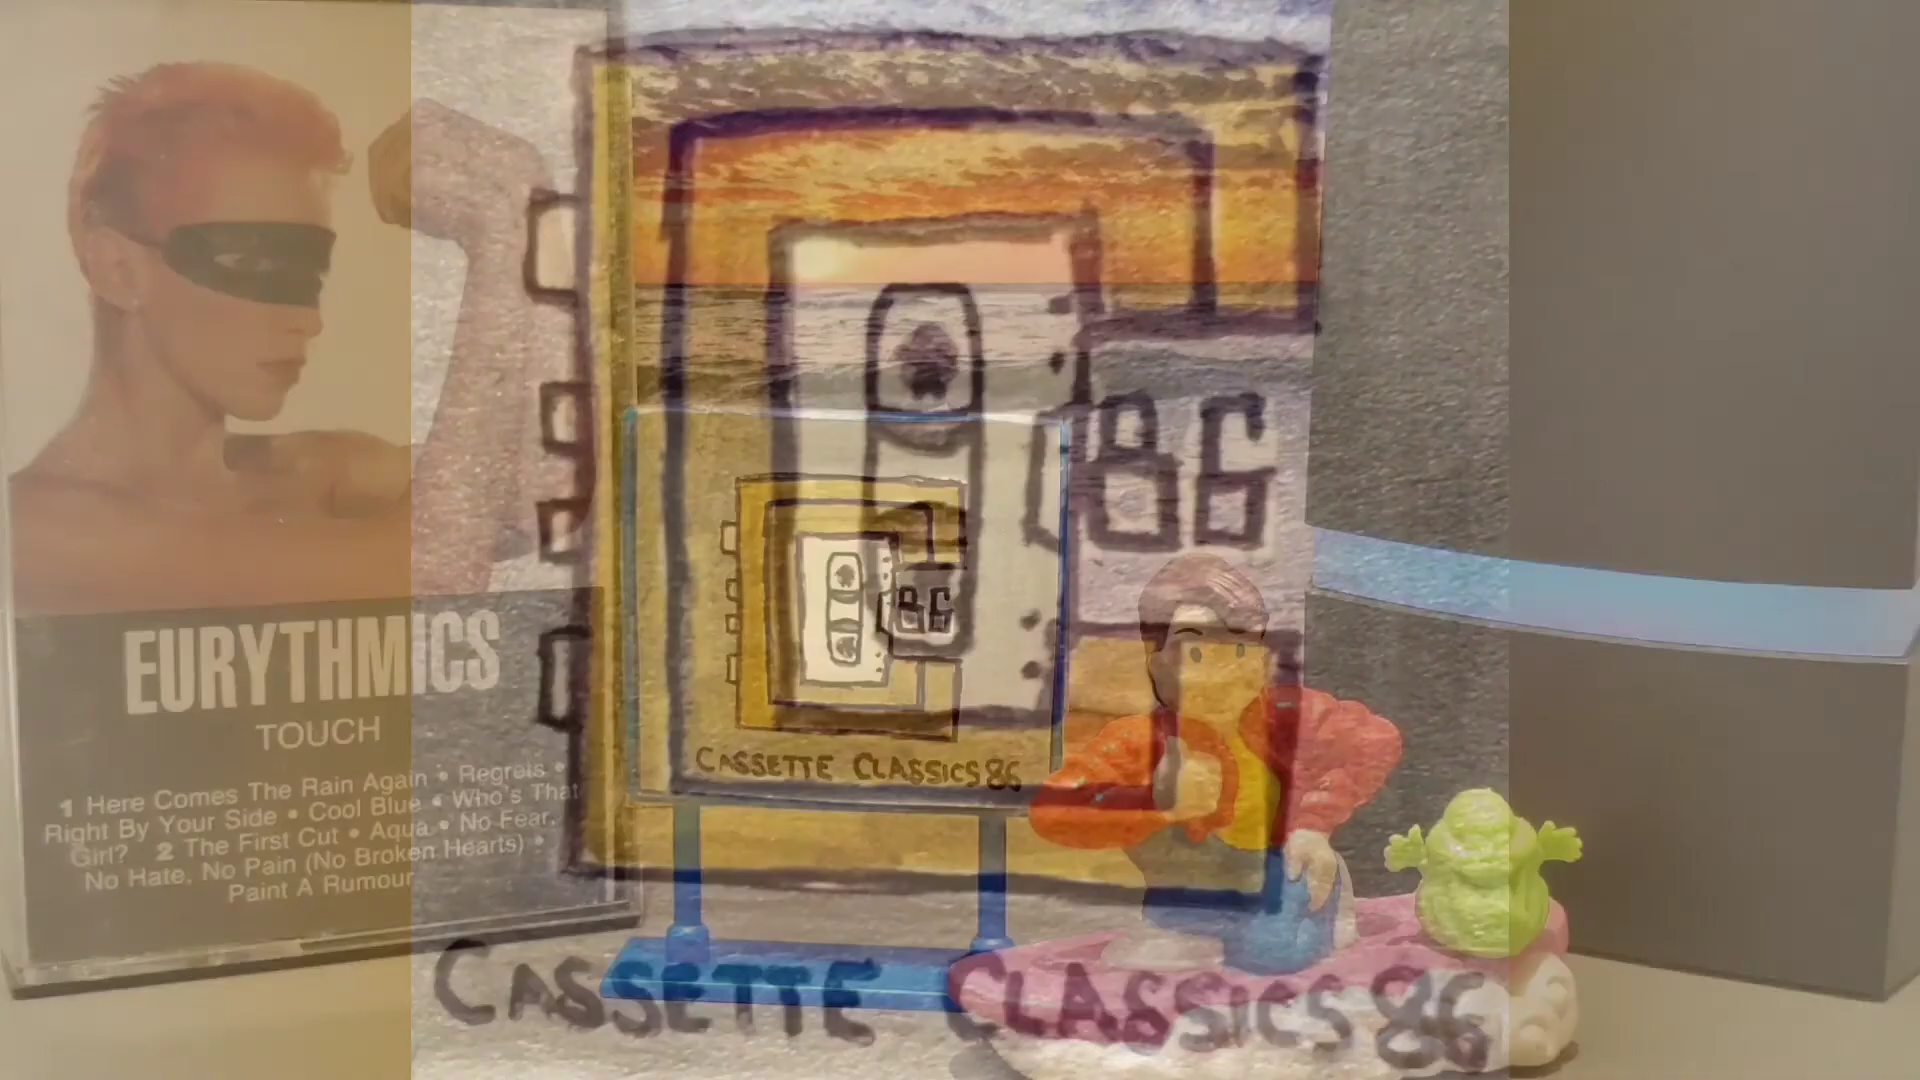 EURYTHMICS
TOUCH
1 Here Comes The Rain Again • Regrets •
Right By Your Side • Cool Blue • Who's That
Girl? 2 The First Cut • Aqua • No Fear,
No Hate, No Pain (No Broken Hearts) •
Paint A Rumour
86
86
CASSETTE CLASSICS 86
CASSETTE CLASSICS 86